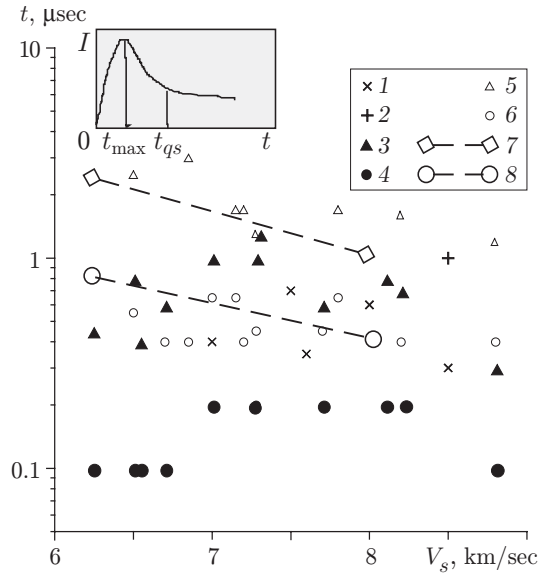 t, μsec
10
1
0.1
I
0 t_max t_qs t
1 5
2 6
3 7
4 8
6 7 8 V_s, km/sec